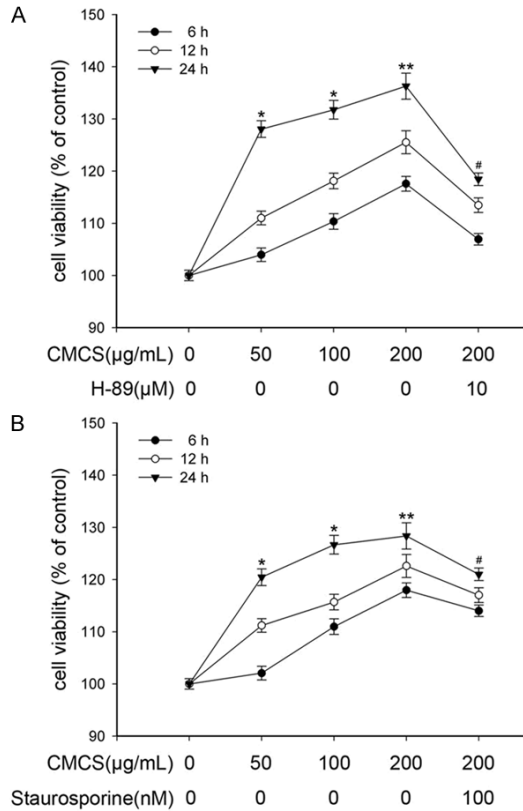 A
150
6 h
12 h
24 h
140
**
*
*
130
cell viability (% of control)
#
120
110
100
90
CMCS(μg/mL) 0 50 100 200 200
H-89(μM) 0 0 0 0 10
B
150
6 h
12 h
24 h
140
**
130
*
*
cell viability (% of control)
#
120
110
100
90
CMCS(μg/mL) 0 50 100 200 200
Staurosporine(nM) 0 0 0 0 100